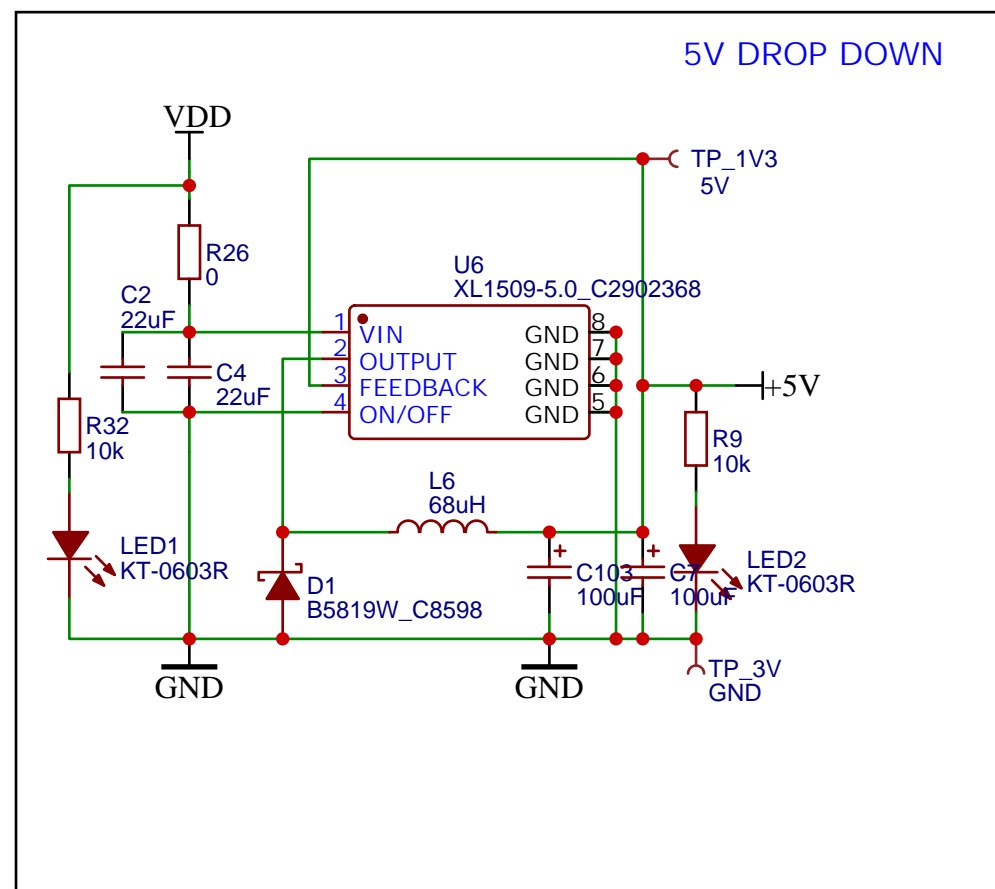 5V DROP DOWN
VDD
TP_1V3
5V
R26
0
U6
XL1509-5.0_C2902368
C2
22uF
1
VIN
GND
8
2
OUTPUT
GND
7
3
FEEDBACK
GND
6
4
ON/OFF
GND
5
C4
22uF
+5V
R32
10k
R9
10k
L6
68uH
LED1
KT-0603R
D1
B5819W_C8598
+
C103
100uF
+
C7
100uF
LED2
KT-0603R
GND
GND
TP_3V
GND